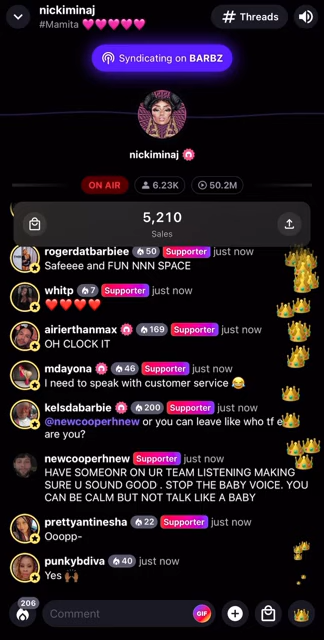 nickiminaj
#Mamita 💗💗💗💗💗
# Threads
Syndicating on BARBZ
nickiminaj
ON AIR 6.23K 50.2M
5,210
Sales
rogerdatbarbiee 50 Supporter just now
Safeeee and FUN NNN SPACE
whitp 7 Supporter just now
❤️❤️❤️❤️
airierthanmax 169 Supporter just now
OH CLOCK IT
mdayona 46 Supporter just now
I need to speak with customer service 😂
kelsdabarbie 200 Supporter just now
@newcooperhnew or you can leave like who tf e
are you?
newcooperhnew Supporter just now
HAVE SOMEONR ON UR TEAM LISTENING MAKING
SURE U SOUND GOOD . STOP THE BABY VOICE. YOU
CAN BE CALM BUT NOT TALK LIKE A BABY
prettyantinesha 22 Supporter just now
Ooopp-
punkybdiva 40 just now
Yes 🙌🏾
206
Comment
GIF